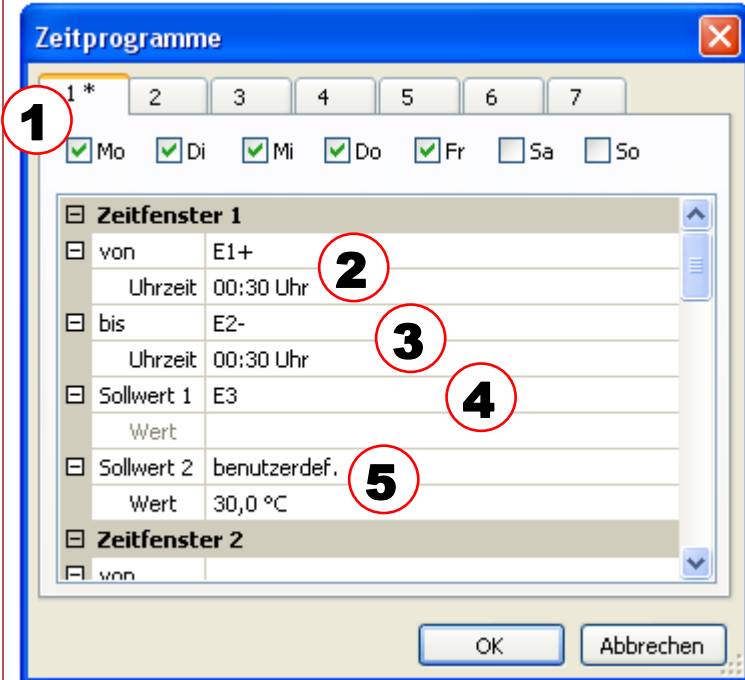 Zeitprogramme
1 * 2 3 4 5 6 7
1
Mo Di Mi Do Fr Sa So
Zeitfenster 1
von E1+
2
Uhrzeit 00:30 Uhr
bis E2-
3
Uhrzeit 00:30 Uhr
Sollwert 1 E3
4
Wert
Sollwert 2 benutzerdef.
5
Wert 30,0 °C
Zeitfenster 2
von
OK Abbrechen